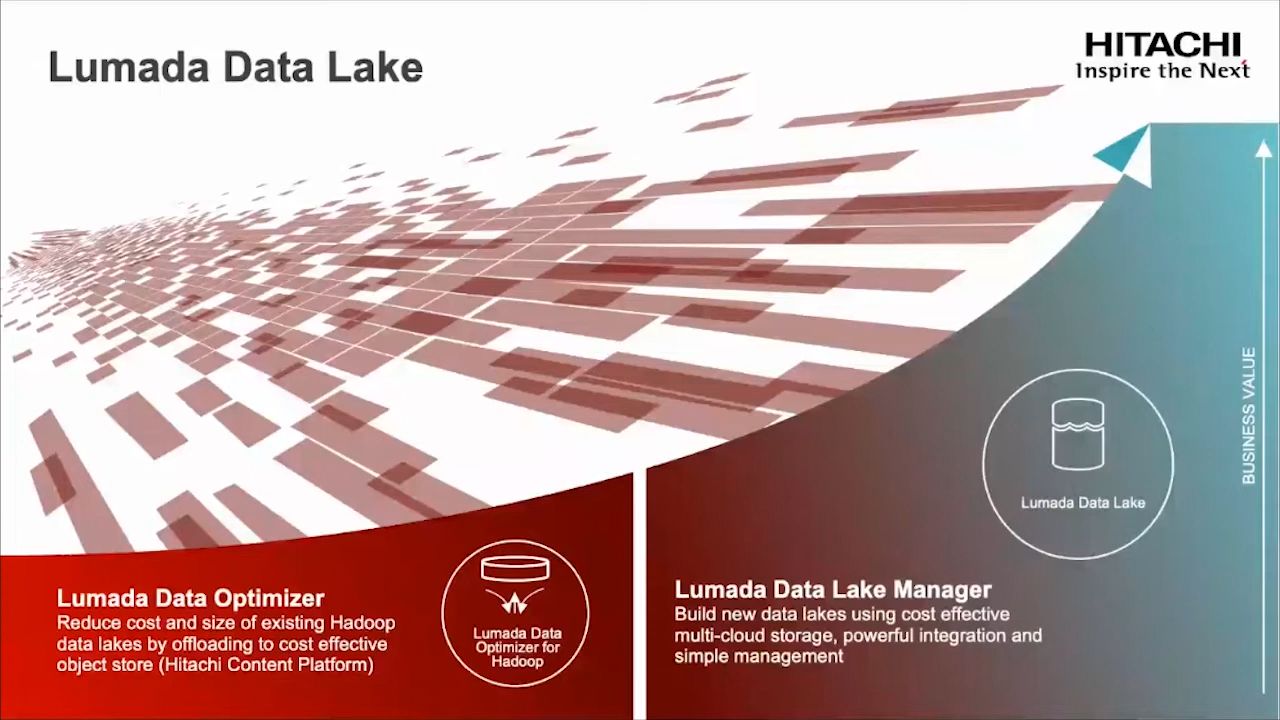 Lumada Data Lake
HITACHI
Inspire the Next
BUSINESS VALUE
Lumada Data Lake
Lumada Data Optimizer
Reduce cost and size of existing Hadoop
data lakes by offloading to cost effective
object store (Hitachi Content Platform)
Lumada Data
Optimizer for
Hadoop
Lumada Data Lake Manager
Build new data lakes using cost effective
multi-cloud storage, powerful integration and
simple management